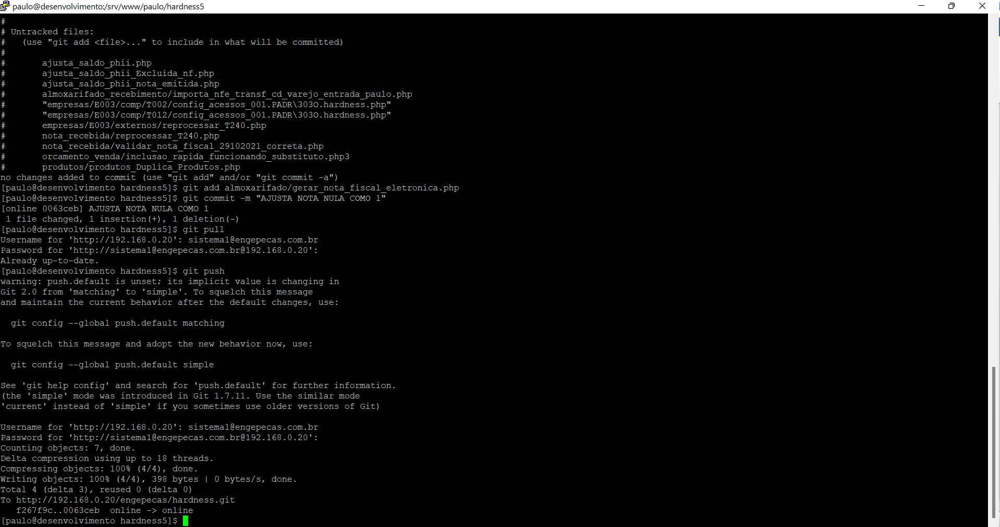 paulo@desenvolvimento:/srv/www/paulo/hardness5
#
# Untracked files:
#   (use "git add <file>..." to include in what will be committed)
#
#       ajusta_saldo_phii.php
#       ajusta_saldo_phii_Excluida_nf.php
#       ajusta_saldo_phii_nota_emitida.php
#       almoxarifado_recebimento/importa_nfe_transf_cd_varejo_entrada_paulo.php
#       "empresas/E003/comp/T002/config_acessos_001.PADR\303O.hardness.php"
#       "empresas/E003/comp/T012/config_acessos_001.PADR\303O.hardness.php"
#       empresas/E003/externos/reprocessar_T240.php
#       nota_recebida/reprocessar_T240.php
#       nota_recebida/validar_nota_fiscal_29102021_correta.php
#       orcamento_venda/inclusao_rapida_funcionando_substituto.php3
#       produtos/produtos_Duplica_Produtos.php
no changes added to commit (use "git add" and/or "git commit -a")
[paulo@desenvolvimento hardness5]$ git add almoxarifado/gerar_nota_fiscal_eletronica.php
[paulo@desenvolvimento hardness5]$ git commit -m "AJUSTA NOTA NULA COMO 1"
[online 0063ceb] AJUSTA NOTA NULA COMO 1
 1 file changed, 1 insertion(+), 1 deletion(-)
[paulo@desenvolvimento hardness5]$ git pull
Username for 'http://192.168.0.20': sistema1@engepecas.com.br
Password for 'http://sistema1@engepecas.com.br@192.168.0.20':
Already up-to-date.
[paulo@desenvolvimento hardness5]$ git push
warning: push.default is unset; its implicit value is changing in
Git 2.0 from 'matching' to 'simple'. To squelch this message
and maintain the current behavior after the default changes, use:
  git config --global push.default matching
To squelch this message and adopt the new behavior now, use:
  git config --global push.default simple
See 'git help config' and search for 'push.default' for further information.
(the 'simple' mode was introduced in Git 1.7.11. Use the similar mode
'current' instead of 'simple' if you sometimes use older versions of Git)
Username for 'http://192.168.0.20': sistema1@engepecas.com.br
Password for 'http://sistema1@engepecas.com.br@192.168.0.20':
Counting objects: 7, done.
Delta compression using up to 18 threads.
Compressing objects: 100% (4/4), done.
Writing objects: 100% (4/4), 398 bytes | 0 bytes/s, done.
Total 4 (delta 3), reused 0 (delta 0)
To http://192.168.0.20/engepecas/hardness.git
   f267f9c..0063ceb  online -> online
[paulo@desenvolvimento hardness5]$